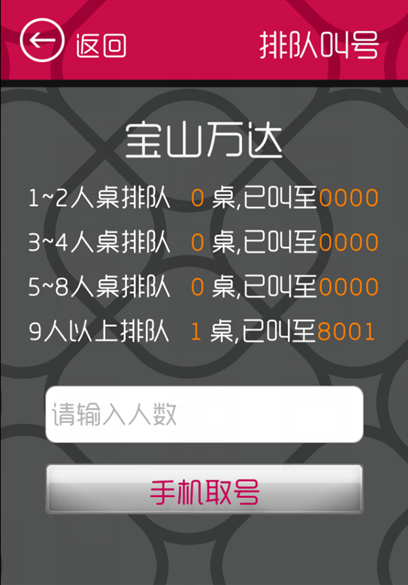 返回 排队叫号
宝山万达
1~2人桌排队 0 桌,已叫至0000
3~4人桌排队 0 桌,已叫至0000
5~8人桌排队 0 桌,已叫至0000
9人以上排队 1 桌,已叫至8001
请输入人数
手机取号